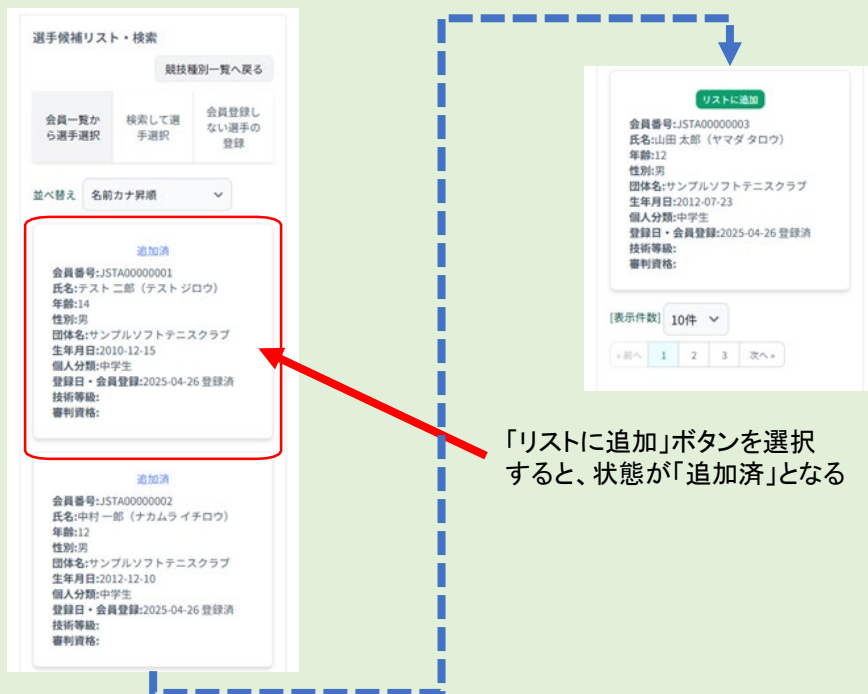 選手候補リスト・検索
競技種別一覧へ戻る
会員一覧か
ら選手選択
検索して選
手選択
会員登録し
ない選手の
登録
並べ替え 名前カナ昇順
追加済
会員番号:JSTA00000001
氏名:テスト 二郎（テスト ジロウ）
年齢:14
性別:男
団体名:サンプルソフトテニスクラブ
生年月日:2010-12-15
個人分類:中学生
登録日・会員登録:2025-04-26 登録済
技術等級:
審判資格:
追加済
会員番号:JSTA00000002
氏名:中村 一郎（ナカムラ イチロウ）
年齢:12
性別:男
団体名:サンプルソフトテニスクラブ
生年月日:2012-12-10
個人分類:中学生
登録日・会員登録:2025-04-26 登録済
技術等級:
審判資格:
リストに追加
会員番号:JSTA00000003
氏名:山田 太郎（ヤマダ タロウ）
年齢:12
性別:男
団体名:サンプルソフトテニスクラブ
生年月日:2012-07-23
個人分類:中学生
登録日・会員登録:2025-04-26 登録済
技術等級:
審判資格:
[表示件数] 10件
« 前へ 1 2 3 次へ »
「リストに追加」ボタンを選択
すると、状態が「追加済」となる